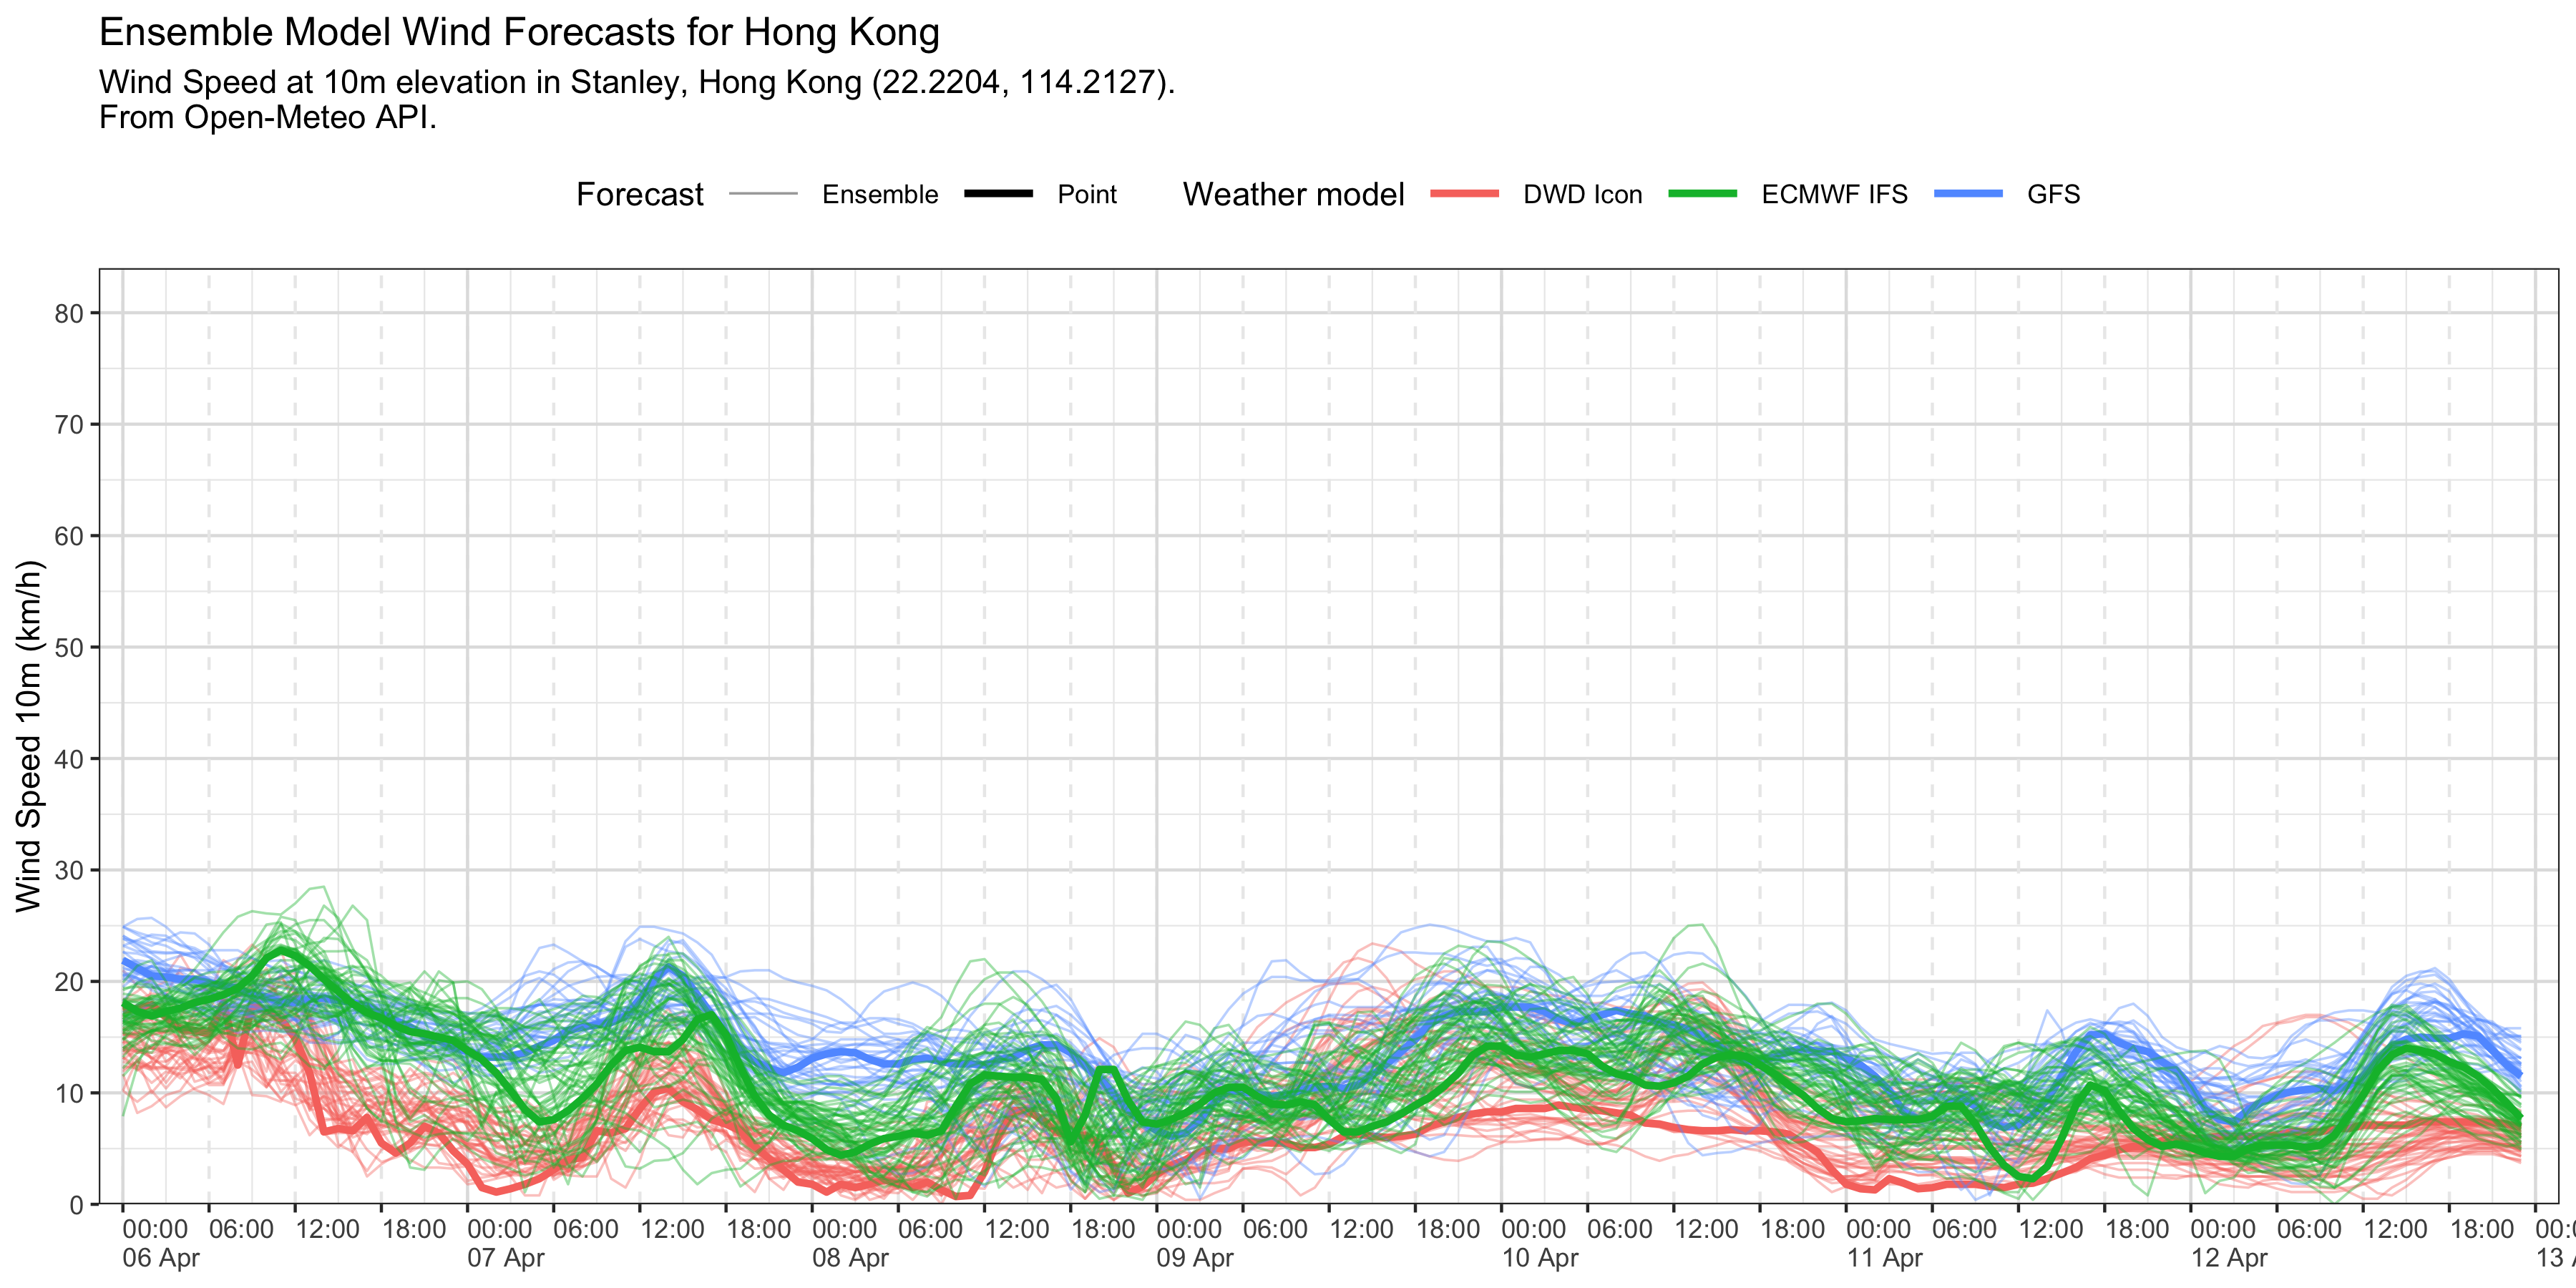 Ensemble Model Wind Forecasts for Hong Kong
Wind Speed at 10m elevation in Stanley, Hong Kong (22.2204, 114.2127).
From Open-Meteo API.
Forecast Ensemble Point Weather model DWD Icon ECMWF IFS GFS
Wind Speed 10m (km/h)
80
70
60
50
40
30
20
10
0
00:00 06:00 12:00 18:00 00:00 06:00 12:00 18:00 00:00 06:00 12:00 18:00 00:00 06:00 12:00 18:00 00:00 06:00 12:00 18:00 00:00 06:00 12:00 18:00 00:00 06:00 12:00 18:00
06 Apr 07 Apr 08 Apr 09 Apr 10 Apr 11 Apr 12 Apr 13